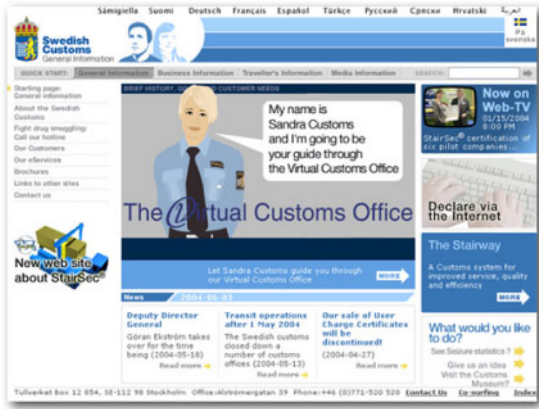 Sámigiella Suomi Deutsch Français Español Türkçe Русский Српски Hrvatski العربية
På svenska
Swedish
Customs
General Information
QUICK START: General Information Business Information Traveller's Information Media Information SEARCH:
Starting page:
General information
About the Swedish
Customs
Fight drug smuggling:
Call our hotline
Our Customers
Our eServices
Brochures
Links to other sites
Contact us
New web site
about StairSec®
BRIEF HISTORY, GOALS AND CUSTOMER NEEDS
My name is
Sandra Customs
and I'm going to be
your guide through
the Virtual Customs Office
The Virtual Customs Office
Let Sandra Customs guide you through
our Virtual Customs Office
MORE
News 2004-06-03
Deputy Director
General
Göran Ekström takes
over for the time
being (2004-05-18)
Read more
Transit operations
after 1 May 2004
The Swedish customs
closed down a
number of customs
offices (2004-05-13)
Read more
Our sale of User
Charge Certificates
will be
discontinued!
(2004-04-27)
Read more
Now on
Web-TV
01/15/2004
8:00 PM
StairSec® certification of
six pilot companies...
Declare via
the Internet
The Stairway
A Customs system for
improved service, quality
and efficiency
MORE
What would you like
to do?
See Seizure statistics ?
Give us an idea
Visit the Customs
Museum?
Tullverket box 12 854, SE-112 98 Stockholm Office:Alströmergatan 39 Phone:+46 (0)771-520 520 Contact Us Co-surfing Index